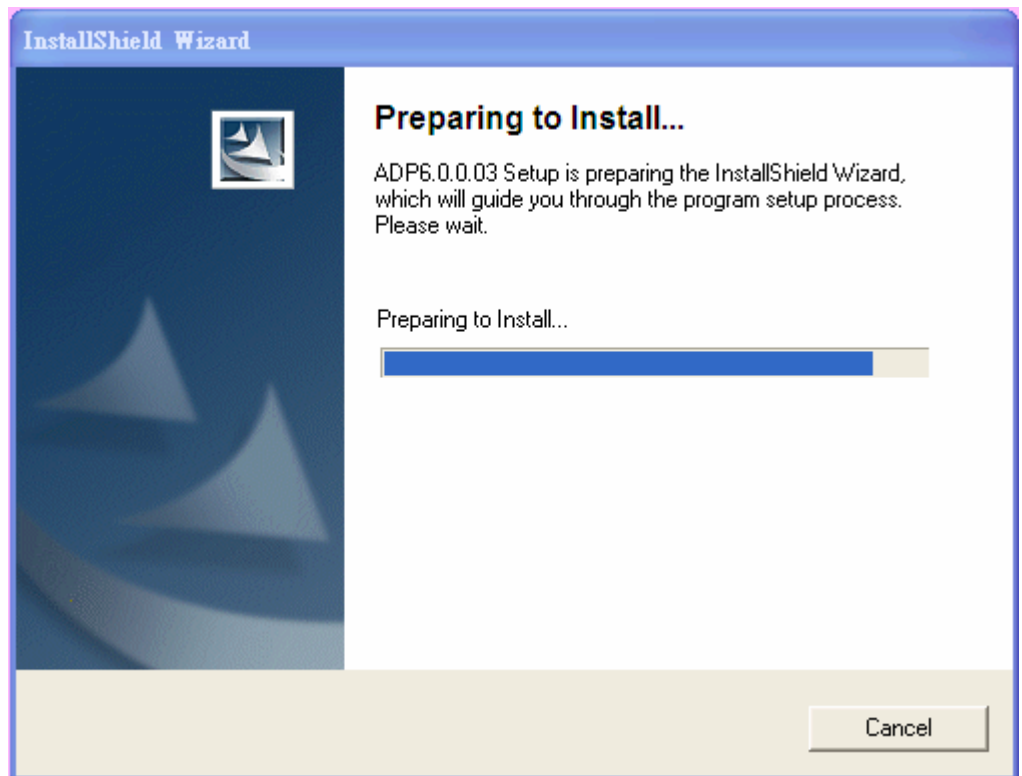 InstallShield Wizard
Preparing to Install...
ADP6.0.0.03 Setup is preparing the InstallShield Wizard,
which will guide you through the program setup process.
Please wait.
Preparing to Install...
Cancel